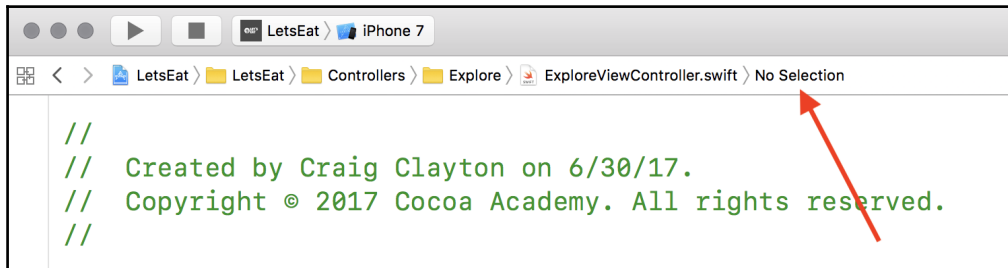 LetsEat 〉 iPhone 7
LetsEat 〉 LetsEat 〉 Controllers 〉 Explore 〉 ExploreViewController.swift 〉 No Selection
//
//  Created by Craig Clayton on 6/30/17.
//  Copyright © 2017 Cocoa Academy. All rights reserved.
//